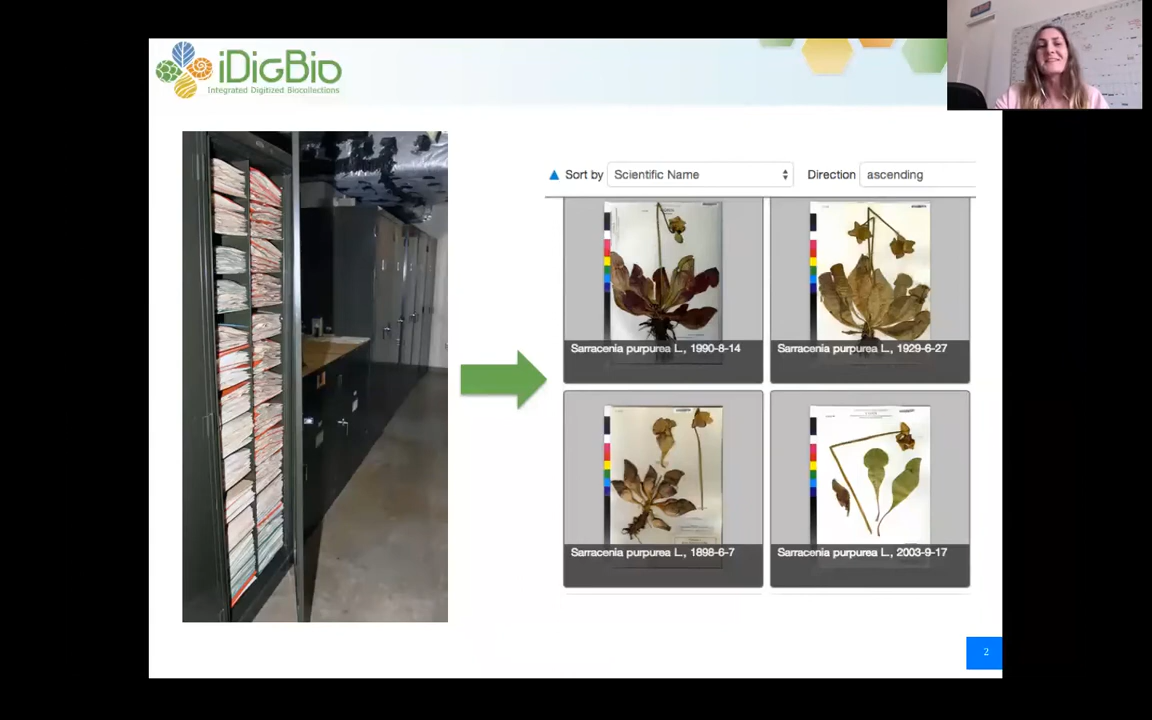 iDigBio
Integrated Digitized Biocollections
Sort by Scientific Name Direction ascending
Sarracenia purpurea L., 1990-8-14
Sarracenia purpurea L., 1929-6-27
Sarracenia purpurea L., 1898-6-7
Sarracenia purpurea L., 2003-9-17
2